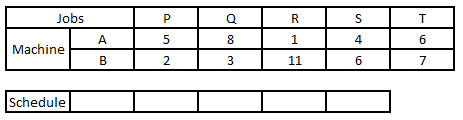 Jobs P Q R S T
Machine A 5 8 1 4 6
B 2 3 11 6 7
Schedule